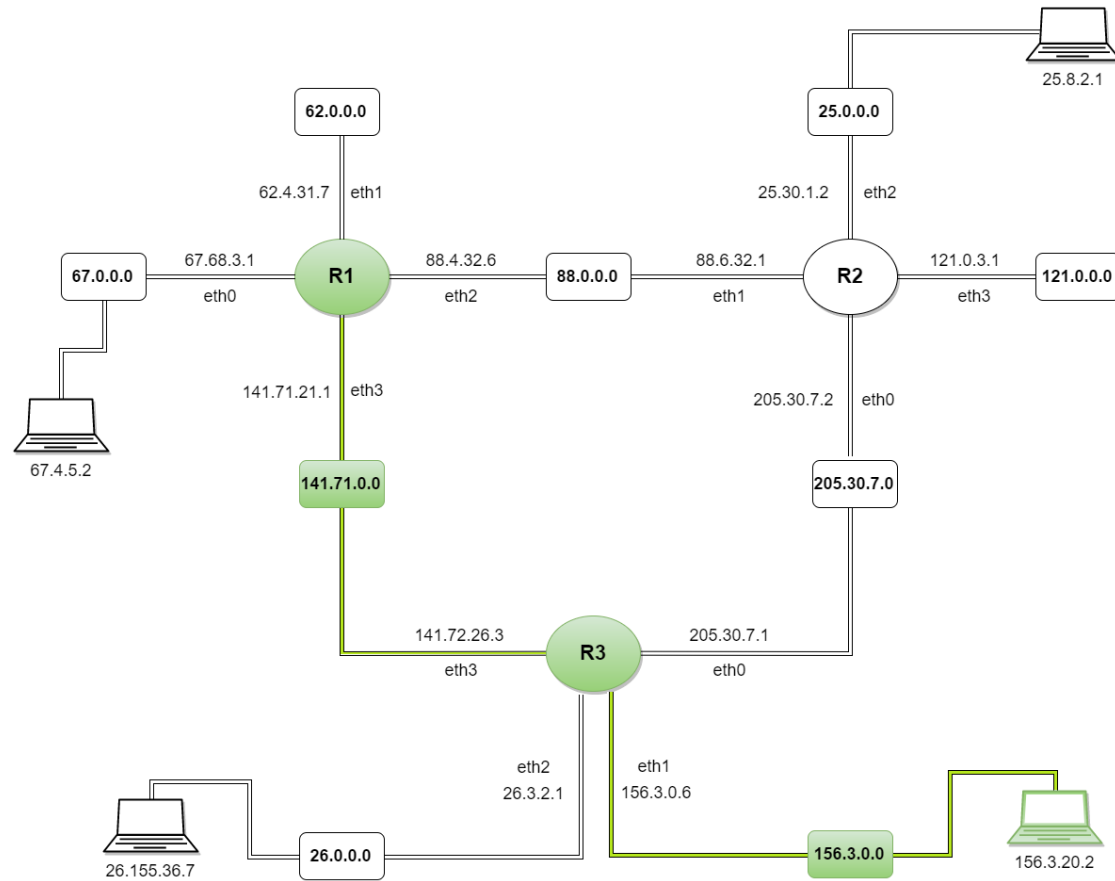 25.8.2.1
62.0.0.0
25.0.0.0
62.4.31.7 eth1
25.30.1.2 eth2
67.0.0.0
67.68.3.1
eth0
R1
88.4.32.6
eth2
88.0.0.0
88.6.32.1
eth1
R2
121.0.3.1
eth3
121.0.0.0
141.71.21.1 eth3
205.30.7.2 eth0
67.4.5.2
141.71.0.0
205.30.7.0
141.72.26.3
eth3
R3
205.30.7.1
eth0
eth2
26.3.2.1
eth1
156.3.0.6
26.155.36.7
26.0.0.0
156.3.0.0
156.3.20.2